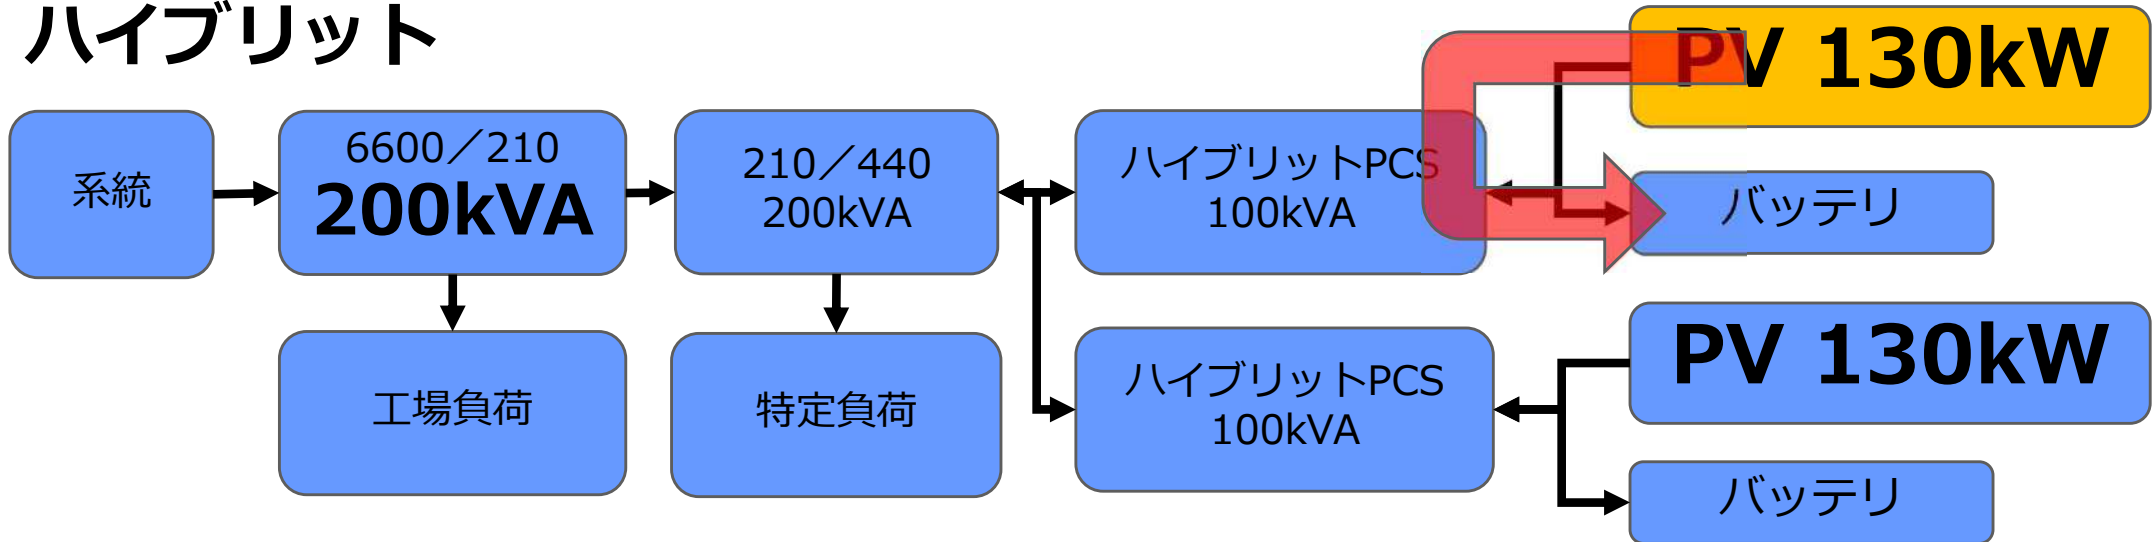 ハイブリット
系統
6600／210
200kVA
工場負荷
210／440
200kVA
特定負荷
ハイブリットPCS
100kVA
PV 130kW
バッテリ
ハイブリットPCS
100kVA
PV 130kW
バッテリ